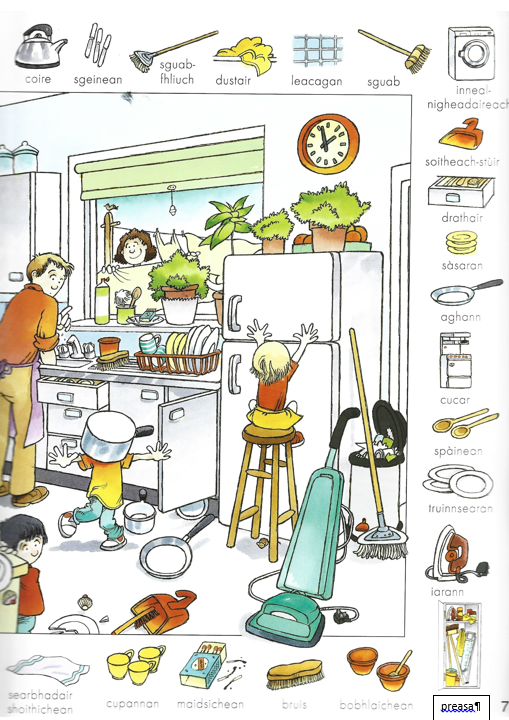 coire
sgeinean
sguab-
fhliuch
dustair
leacagan
sguab
inneal-
nigheadaireach
soitheach-stùir
drathair
sàsaran
aghann
cucar
spàinean
truinnsearan
iarann
searbhadair
shoithichean
cupannan
maidsichean
bruis
bobhlaichean
preasa¶
7